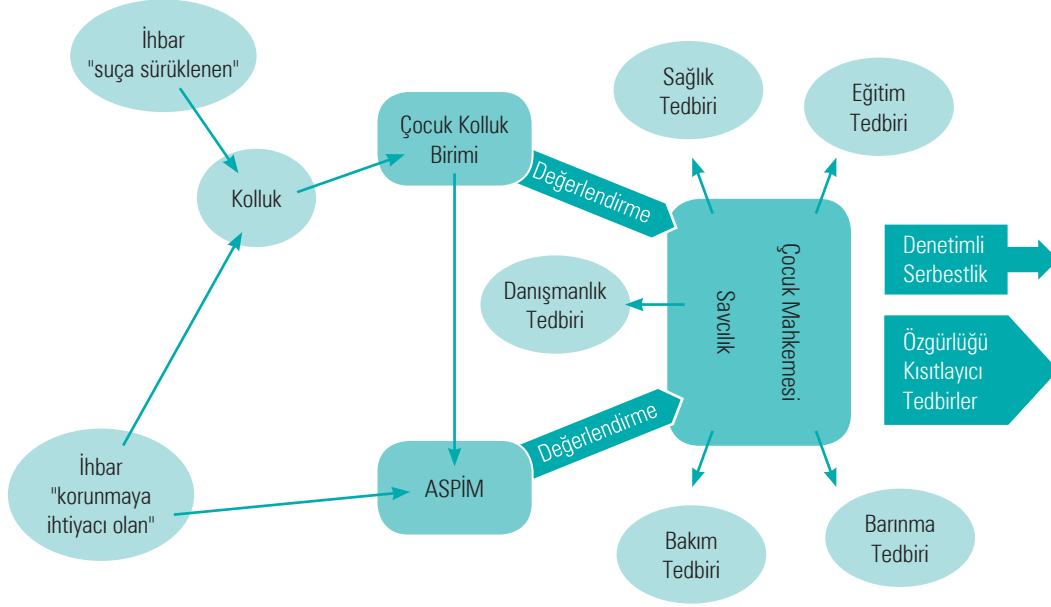 İhbar
"suça sürüklenen"
Kolluk
İhbar
"korunmaya
ihtiyacı olan"
Çocuk Kolluk
Birimi
ASPİM
Değerlendirme
Değerlendirme
Danışmanlık
Tedbiri
Sağlık
Tedbiri
Eğitim
Tedbiri
Çocuk Mahkemesi
Savcılık
Bakım
Tedbiri
Barınma
Tedbiri
Denetimli
Serbestlik
Özgürlüğü
Kısıtlayıcı
Tedbirler